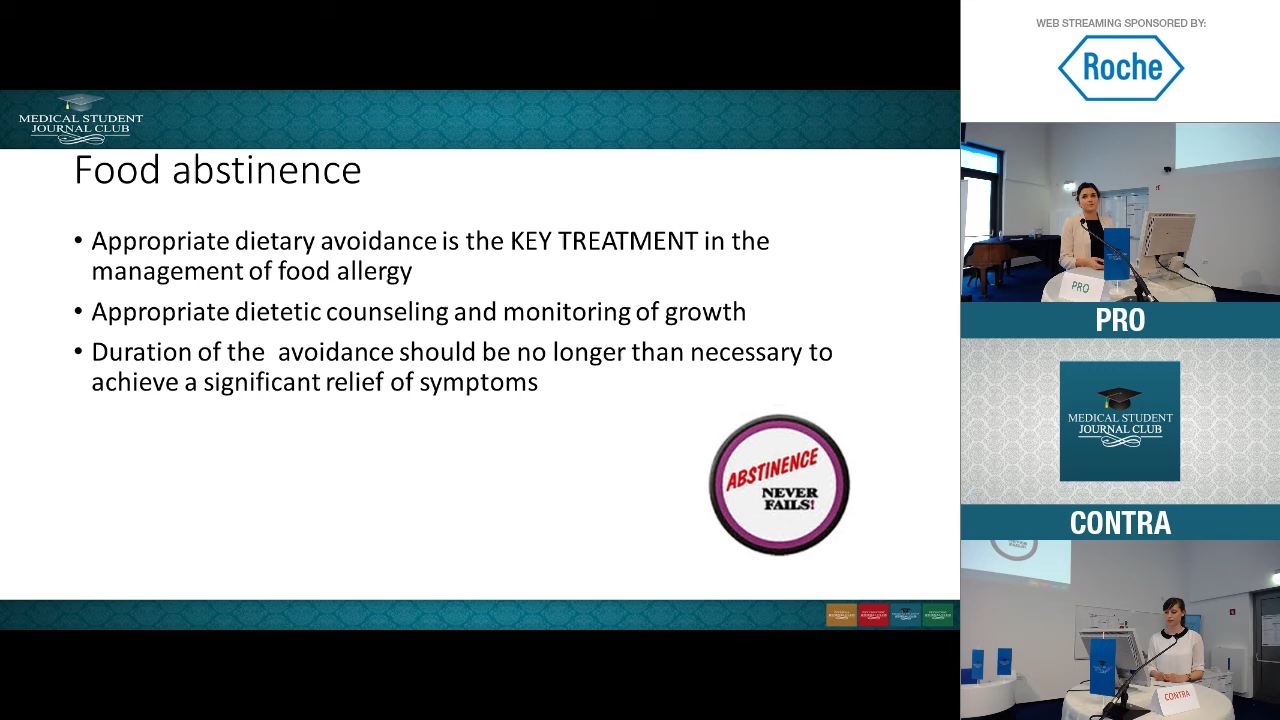 MEDICAL STUDENT
JOURNAL CLUB
Food abstinence
• Appropriate dietary avoidance is the KEY TREATMENT in the
management of food allergy
• Appropriate dietetic counseling and monitoring of growth
• Duration of the avoidance should be no longer than necessary to
achieve a significant relief of symptoms
ABSTINENCE
NEVER
FAILS!
WEB STREAMING SPONSORED BY:
Roche
PRO
PRO
MEDICAL STUDENT
JOURNAL CLUB
CONTRA
CONTRA